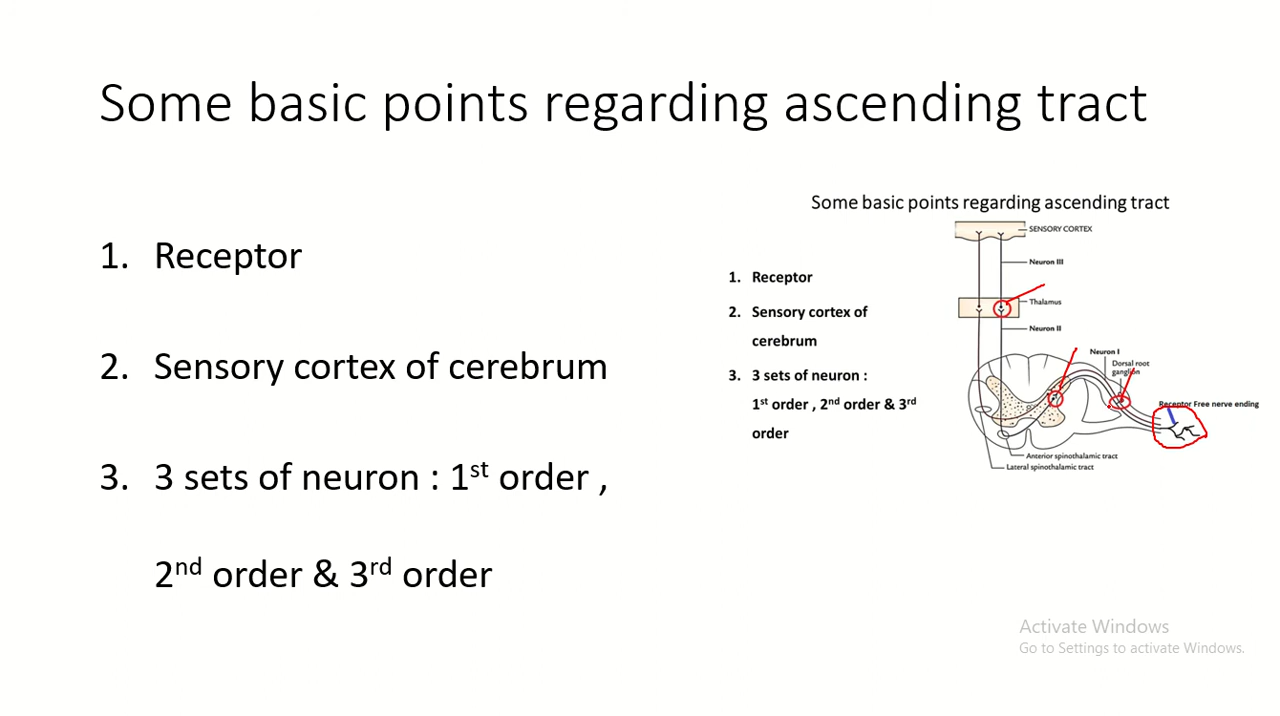 Some basic points regarding ascending tract
1. Receptor
2. Sensory cortex of cerebrum
3. 3 sets of neuron : 1st order ,
2nd order & 3rd order
Some basic points regarding ascending tract
1. Receptor
2. Sensory cortex of
cerebrum
3. 3 sets of neuron :
1st order , 2nd order & 3rd
order
SENSORY CORTEX
Neuron III
Thalamus
Neuron II
Neuron I
Dorsal root
ganglion
Receptor Free nerve ending
Anterior spinothalamic tract
Lateral spinothalamic tract
Activate Windows
Go to Settings to activate Windows.